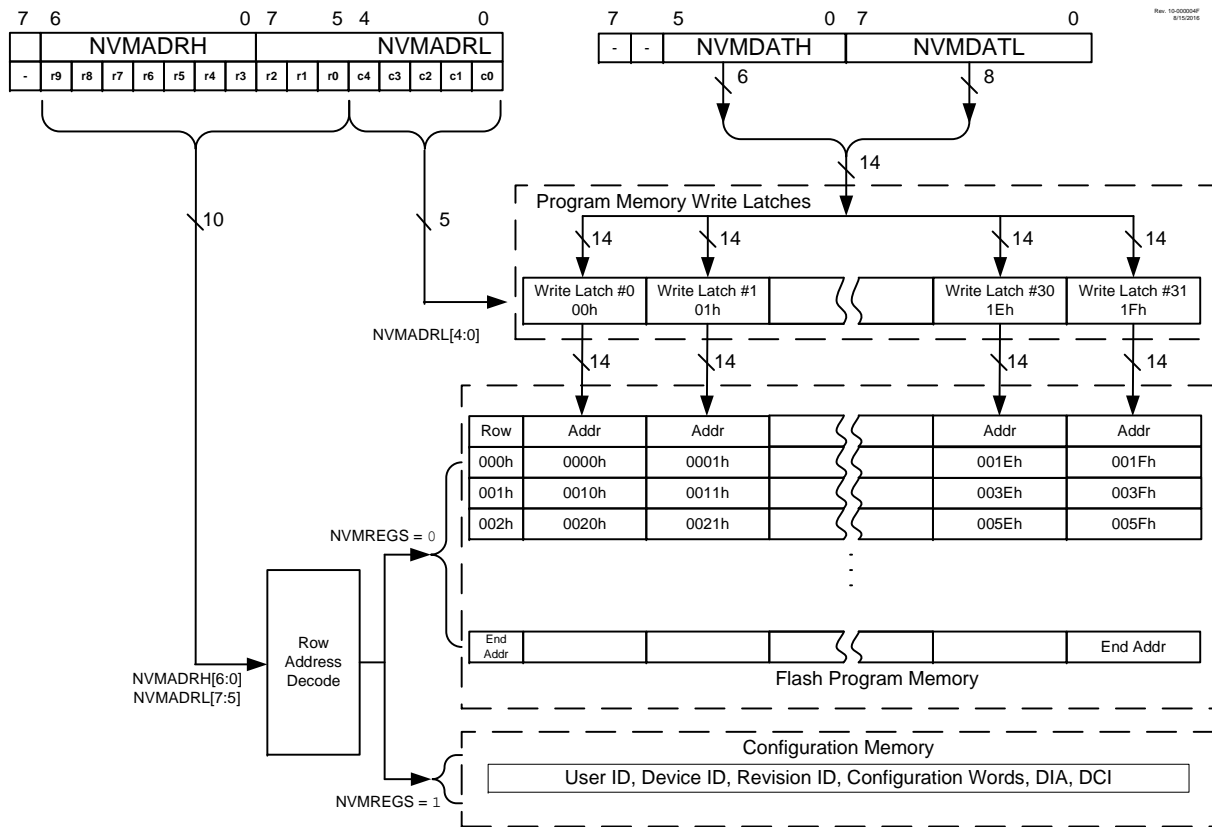 7 6 0 7 5 4 0
7 5 0 7 0
Rev. 10-000004F
8/15/2016
NVMADRH NVMADRL
- - NVMDATH NVMDATL
- r9 r8 r7 r6 r5 r4 r3 r2 r1 r0 c4 c3 c2 c1 c0
6 8
14
Program Memory Write Latches
10 5
14 14 14 14
Write Latch #0 Write Latch #1 Write Latch #30 Write Latch #31
00h 01h 1Eh 1Fh
NVMADRL[4:0]
14 14 14 14
Row Addr Addr Addr Addr
000h 0000h 0001h 001Eh 001Fh
001h 0010h 0011h 003Eh 003Fh
002h 0020h 0021h 005Eh 005Fh
NVMREGS = 0
Row
Address
Decode
End
Addr
End Addr
NVMADRH[6:0]
NVMADRL[7:5]
Flash Program Memory
Configuration Memory
User ID, Device ID, Revision ID, Configuration Words, DIA, DCI
NVMREGS = 1